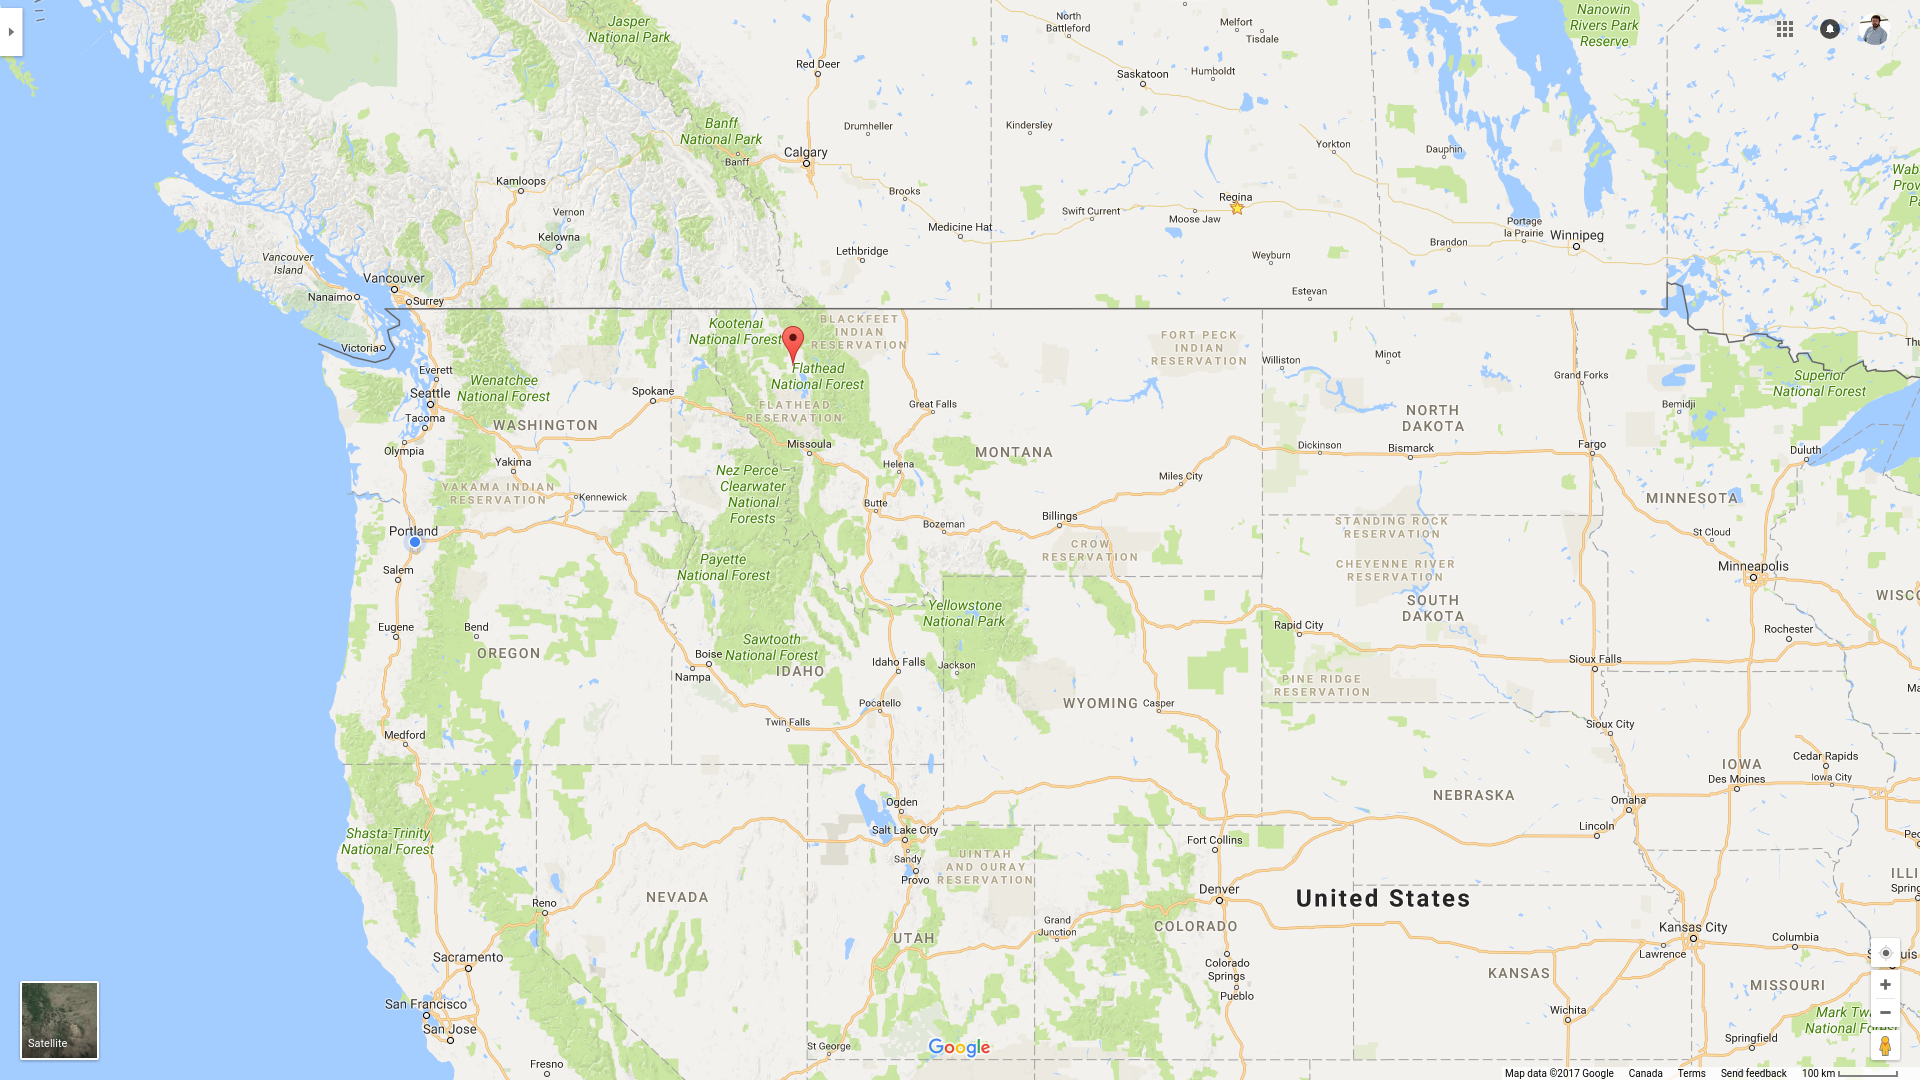 Jasper
National Park
North
Battleford
Melfort
Tisdale
Nanowin
Rivers Park
Reserve
Red Deer
Saskatoon
Humboldt
Banff
National Park
Banff
Calgary
Drumheller
Kindersley
Yorkton
Dauphin
Kamloops
Brooks
Regina
Swift Current
Moose Jaw
Vernon
Kelowna
Medicine Hat
Portage
la Prairie
Winnipeg
Brandon
Vancouver
Island
Lethbridge
Weyburn
Vancouver
Nanaimo
Surrey
Estevan
Victoria
Kootenai
National Forest
BLACKFEET
INDIAN
RESERVATION
FORT PECK
INDIAN
RESERVATION
Williston
Minot
Grand Forks
Everett
Seattle
Tacoma
Olympia
Wenatchee
National Forest
Spokane
Flathead
National Forest
FLATHEAD
RESERVATION
Great Falls
NORTH
DAKOTA
Bemidji
Superior
National Forest
Thu
WASHINGTON
Missoula
MONTANA
Dickinson
Bismarck
Fargo
Duluth
Yakima
YAKAMA INDIAN
RESERVATION
Kennewick
Nez Perce –
Clearwater
National
Forests
Helena
Butte
Bozeman
Billings
Miles City
MINNESOTA
Portland
Salem
CROW
RESERVATION
STANDING ROCK
RESERVATION
CHEYENNE RIVER
RESERVATION
St Cloud
Minneapolis
Payette
National Forest
Yellowstone
National Park
SOUTH
DAKOTA
WISCO
Eugene
Bend
OREGON
Sawtooth
National Forest
Boise
Nampa
IDAHO
Idaho Falls
Jackson
Rapid City
Rochester
Sioux Falls
PINE RIDGE
RESERVATION
Pocatello
WYOMING
Casper
Twin Falls
Sioux City
Medford
IOWA
Des Moines
Cedar Rapids
Iowa City
Ogden
NEBRASKA
Omaha
Lincoln
Shasta-Trinity
National Forest
Salt Lake City
Sandy
Provo
UINTAH
AND OURAY
RESERVATION
Fort Collins
Denver
United States
ILLI
Spring
NEVADA
Reno
Grand
Junction
COLORADO
UTAH
Kansas City
Lawrence
Columbia
Sacramento
Colorado
Springs
Pueblo
KANSAS
MISSOURI
San Francisco
San Jose
Wichita
Springfield
Mark Tw
National Forest
Fresno
St George
Satellite
Google
Map data ©2017 Google
Canada
Terms
Send feedback
100 km